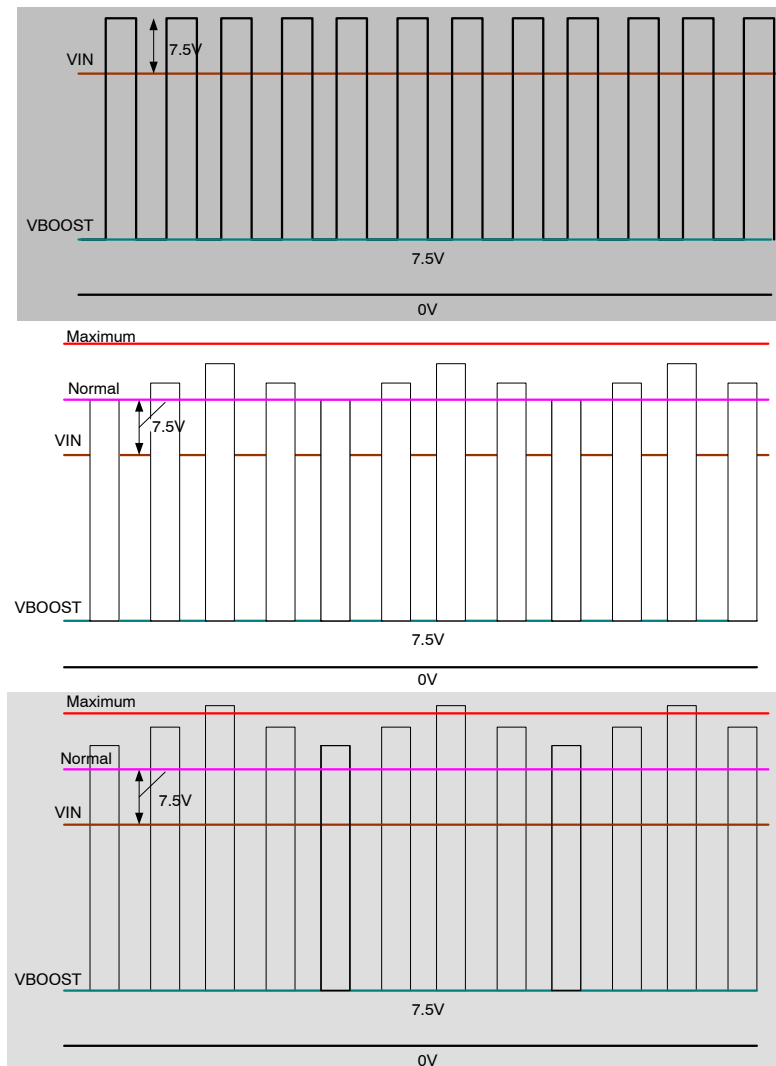 7.5V
VIN
VBOOST
7.5V
0V
Maximum
Normal
7.5V
VIN
VBOOST
7.5V
0V
Maximum
Normal
7.5V
VIN
VBOOST
7.5V
0V